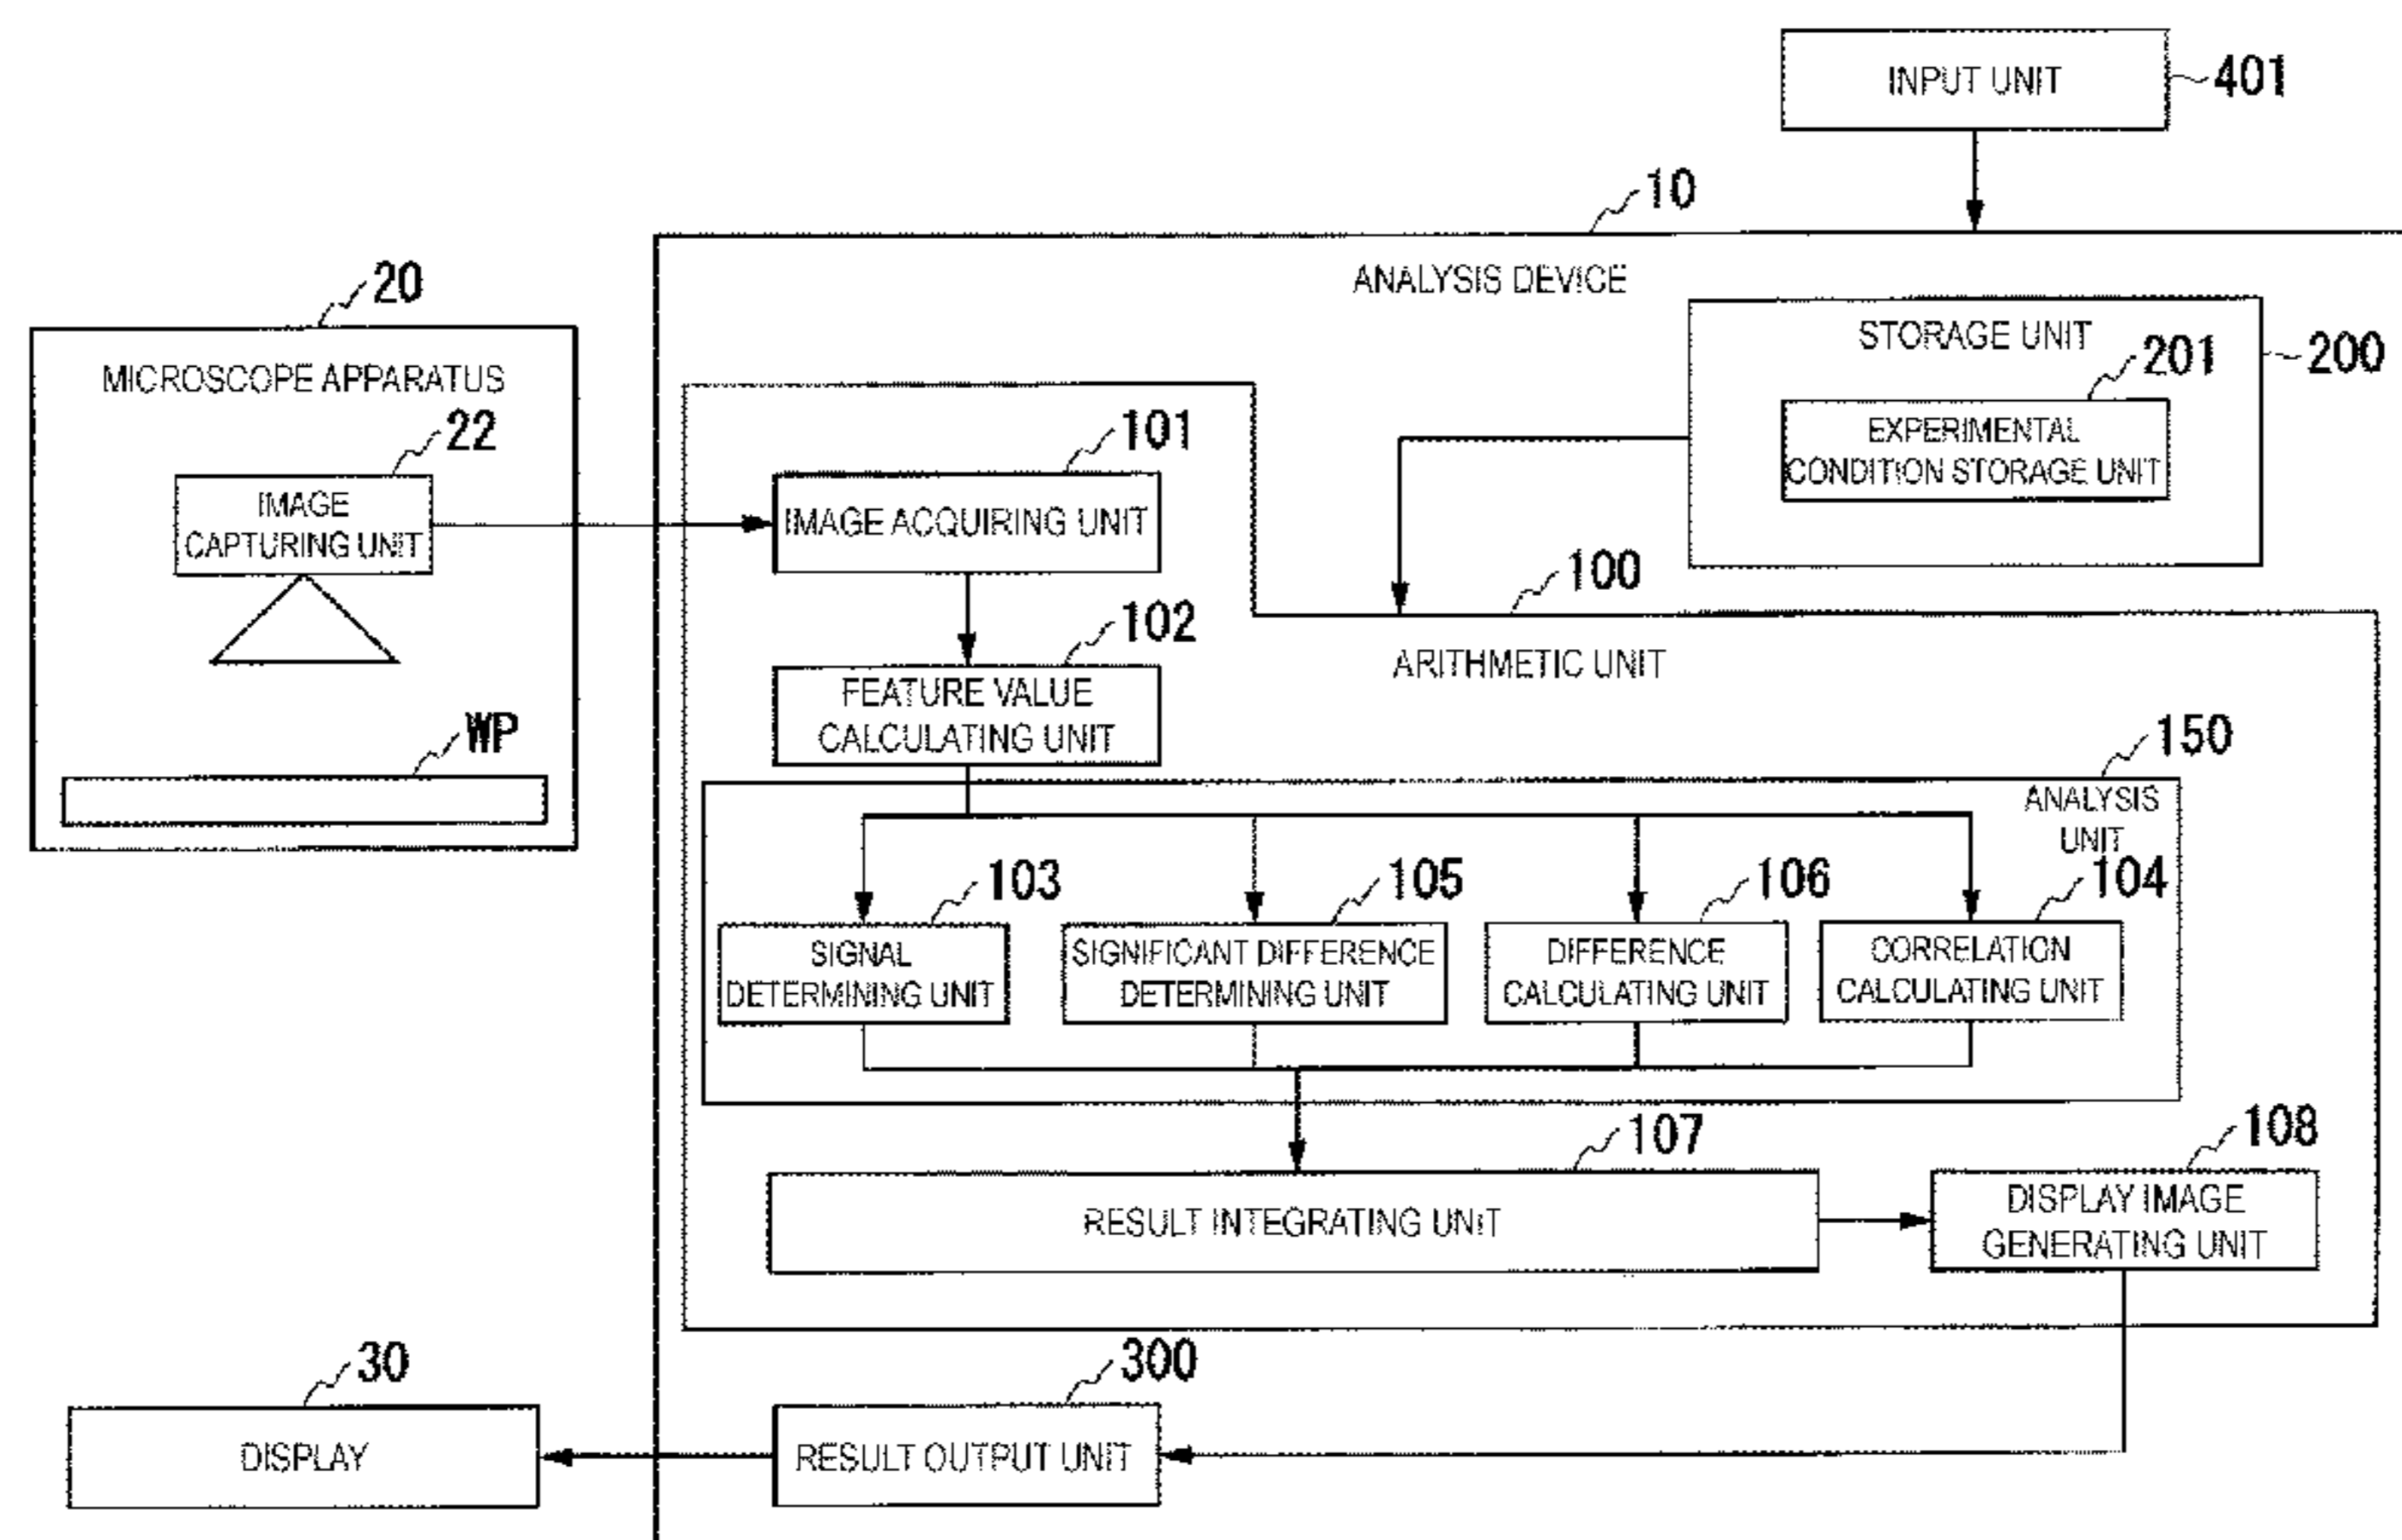 INPUT UNIT
401
10
ANALYSIS DEVICE
20
MICROSCOPE APPARATUS
22
IMAGE
CAPTURING UNIT
WP
STORAGE UNIT
200
201
EXPERIMENTAL
CONDITION STORAGE UNIT
101
IMAGE ACQUIRING UNIT
100
ARITHMETIC UNIT
102
FEATURE VALUE
CALCULATING UNIT
150
ANALYSIS
UNIT
103
SIGNAL
DETERMINING UNIT
105
SIGNIFICANT DIFFERENCE
DETERMINING UNIT
106
DIFFERENCE
CALCULATING UNIT
104
CORRELATION
CALCULATING UNIT
107
RESULT INTEGRATING UNIT
108
DISPLAY IMAGE
GENERATING UNIT
30
DISPLAY
300
RESULT OUTPUT UNIT